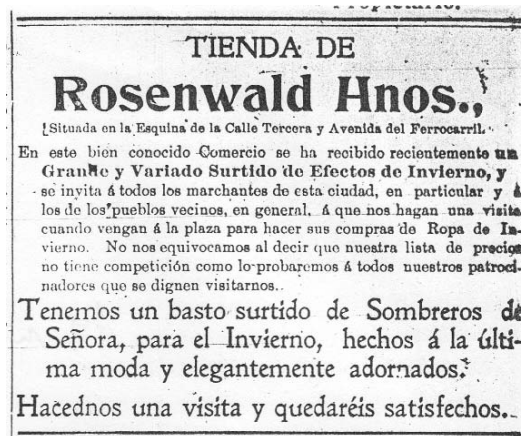 Propietario.
TIENDA DE
Rosenwald Hnos.,
Situada en la Esquina de la Calle Tercera y Avenida del Ferrocarril.
En este bien conocido Comercio se ha recibido recientemente un
Grande y Variado Surtido de Efectos de Invierno, y
se invita á todos los marchantes de esta ciudad, en particular y á
los de los pueblos vecinos, en general, á que nos hagan una visita
cuando vengan á la plaza para hacer sus compras de Ropa de In-
vierno. No nos equivocamos al decir que nuestra lista de precios
no tiene competición como lo probaremos á todos nuestros patroci-
nadores que se dignen visitarnos.
Tenemos un basto surtido de Sombreros de
Señora, para el Invierno, hechos á la últi-
ma moda y elegantemente adornados.
Hacednos una visita y quedaréis satisfechos.